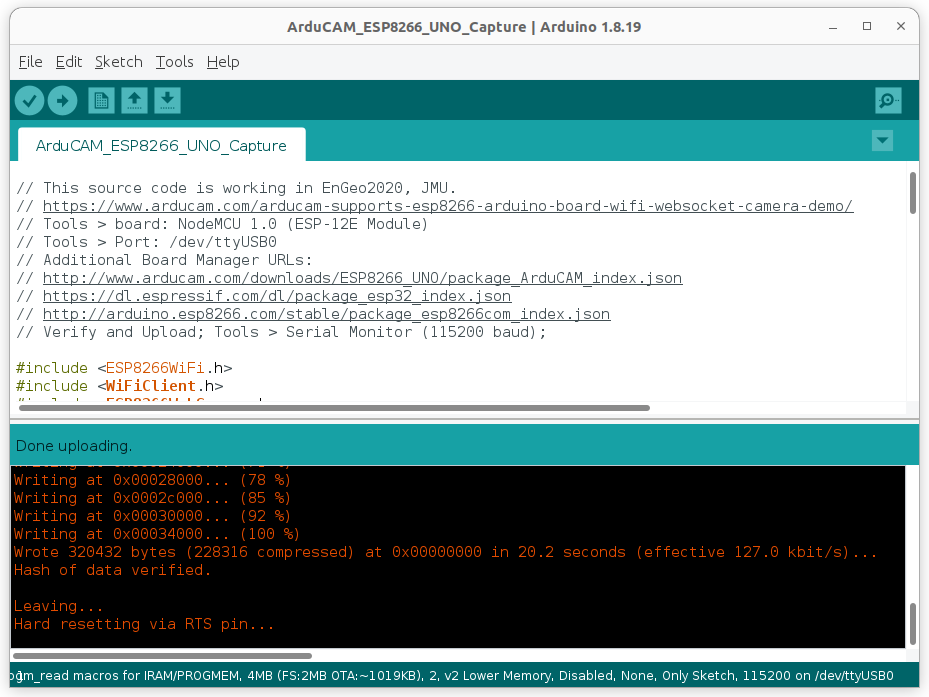 ArduCAM_ESP8266_UNO_Capture | Arduino 1.8.19
File Edit Sketch Tools Help
ArduCAM_ESP8266_UNO_Capture
// This source code is working in EnGeo2020, JMU.
// https://www.arducam.com/arducam-supports-esp8266-arduino-board-wifi-websocket-camera-demo/
// Tools > board: NodeMCU 1.0 (ESP-12E Module)
// Tools > Port: /dev/ttyUSB0
// Additional Board Manager URLs:
// http://www.arducam.com/downloads/ESP8266_UNO/package_ArduCAM_index.json
// https://dl.espressif.com/dl/package_esp32_index.json
// http://arduino.esp8266.com/stable/package_esp8266com_index.json
// Verify and Upload; Tools > Serial Monitor (115200 baud);
#include <ESP8266WiFi.h>
#include <WiFiClient.h>
Done uploading.
Writing at 0x00028000... (78 %)
Writing at 0x0002c000... (85 %)
Writing at 0x00030000... (92 %)
Writing at 0x00034000... (100 %)
Wrote 320432 bytes (228316 compressed) at 0x00000000 in 20.2 seconds (effective 127.0 kbit/s)...
Hash of data verified.
Leaving...
Hard resetting via RTS pin...
_read macros for IRAM/PROGMEM, 4MB (FS:2MB OTA:~1019KB), 2, v2 Lower Memory, Disabled, None, Only Sketch, 115200 on /dev/ttyUSB0